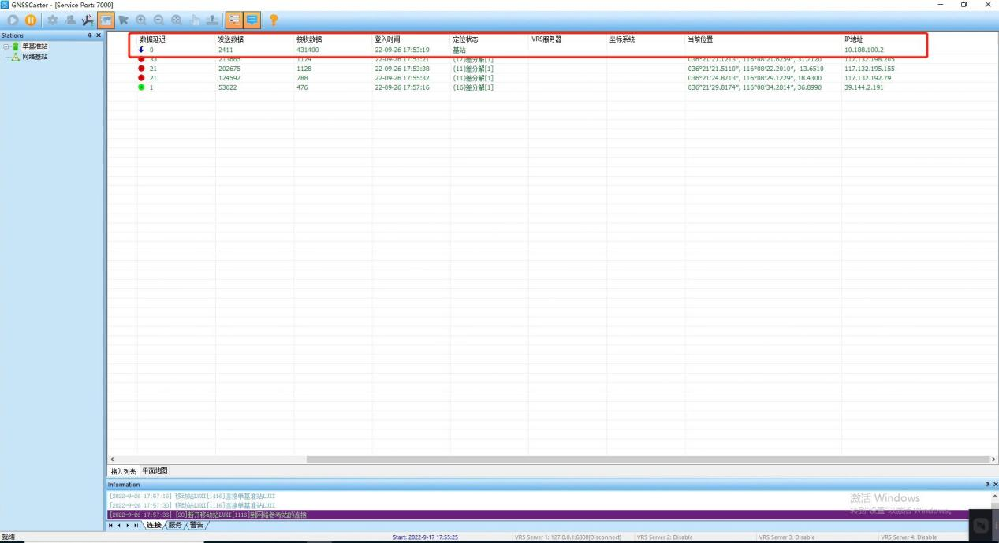 GNSSCaster - [Service Port: 7000]
Stations
单基准站
网络基站
数据延迟 发送数据 接收数据 登入时间 定位状态 VRS服务器 坐标系统 当前位置 IP地址
0 2411 431400 22-09-26 17:53:19 基站 10.188.100.2
33 213665 1124 22-09-26 17:53:21 (17)差分解[1] 036°21'21.1213", 116°08'21.6259", 31.7120 117.132.198.205
21 202675 1128 22-09-26 17:53:38 (11)差分解[1] 036°21'21.5110", 116°08'22.2010", -13.6510 117.132.195.155
21 124592 788 22-09-26 17:55:32 (11)差分解[1] 036°21'24.8713", 116°08'29.1229", 18.4300 117.132.192.79
1 53622 476 22-09-26 17:57:16 (16)差分解[1] 036°21'29.8174", 116°08'34.2814", 36.8990 39.144.2.191
接入列表 平面地图
Information
[2022-9-26 17:57:16] 移动站LUXI[1416]连接单基准站LUXI
[2022-9-26 17:57:30] 移动站LUXI[1116]连接单基准站LUXI
[2022-9-26 17:57:36] [20]断开移动站LUXI[1116]到网络参考站的连接
激活 Windows
转到"设置"以激活 Windows。
连接 服务 警告
就绪 Start: 2022-9-17 17:55:25 VRS Server 1: 127.0.0.1:6800[Disconnect] VRS Server 2: Disable VRS Server 3: Disable VRS Server 4: Disable